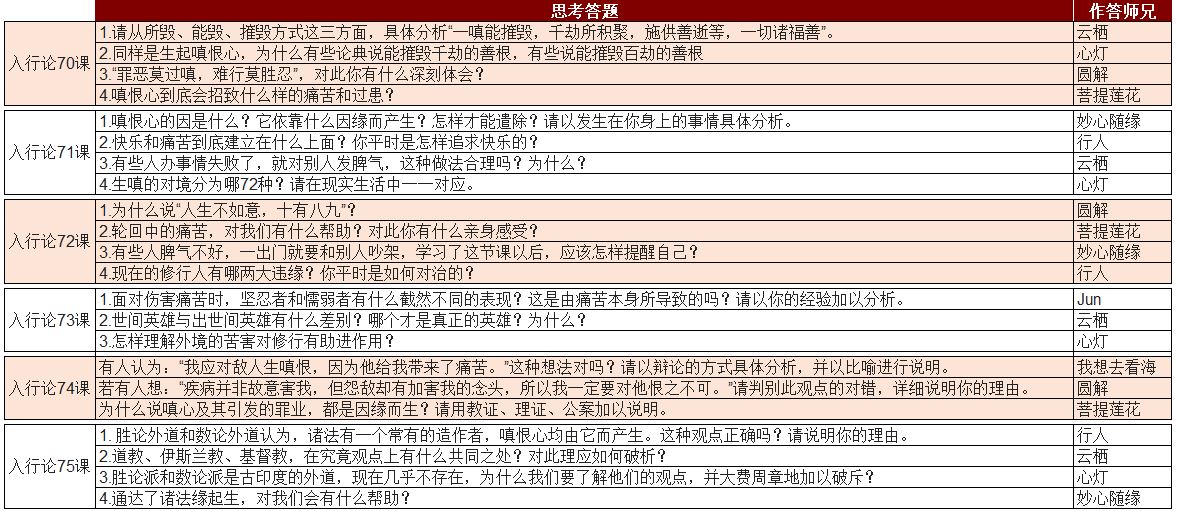 思考答题 作答师兄
入行论70课
1.请从所毁、能毁、摧毁方式这三方面，具体分析“一嗔能摧毁，千劫所积聚，施供善逝等，一切诸福善”。 云栖
2.同样是生起嗔恨心，为什么有些论典说能摧毁千劫的善根，有些说能摧毁百劫的善根 心灯
3.“罪恶莫过嗔，难行莫胜忍”，对此你有什么深刻体会？ 圆解
4.嗔恨心到底会招致什么样的痛苦和过患？ 菩提莲花
入行论71课
1.嗔恨心的因是什么？它依靠什么因缘而产生？怎样才能遣除？请以发生在你身上的事情具体分析。 妙心随缘
2.快乐和痛苦到底建立在什么上面？你平时是怎样追求快乐的？ 行人
3.有些人办事情失败了，就对别人发脾气，这种做法合理吗？为什么？ 云栖
4.生嗔的对境分为哪72种？请在现实生活中一一对应。 心灯
入行论72课
1.为什么说“人生不如意，十有八九”？ 圆解
2.轮回中的痛苦，对我们有什么帮助？对此你有什么亲身感受？ 菩提莲花
3.有些人脾气不好，一出门就要和别人吵架，学习了这节课以后，应该怎样提醒自己？ 妙心随缘
4.现在的修行人有哪两大违缘？你平时是如何对治的？ 行人
入行论73课
1.面对伤害痛苦时，坚忍者和懦弱者有什么截然不同的表现？这是由痛苦本身所导致的吗？请以你的经验加以分析。 Jun
2.世间英雄与出世间英雄有什么差别？哪个才是真正的英雄？为什么？ 云栖
3.怎样理解外境的苦害对修行有助进作用？ 心灯
入行论74课
有人认为：“我应对敌人生嗔恨，因为他给我带来了痛苦。”这种想法对吗？请以辩论的方式具体分析，并以比喻进行说明。 我想去看海
若有人想：“疾病并非故意害我，但怨敌却有加害我的念头，所以我一定要对他恨之不可。”请判别此观点的对错，详细说明你的理由。 圆解
为什么说嗔心及其引发的罪业，都是因缘而生？请用教证、理证、公案加以说明。 菩提莲花
入行论75课
1. 胜论外道和数论外道认为，诸法有一个常有的造作者，嗔恨心均由它而产生。这种观点正确吗？请说明你的理由。 行人
2.道教、伊斯兰教、基督教，在究竟观点上有什么共同之处？对此理应如何破析？ 云栖
3.胜论派和数论派是古印度的外道，现在几乎不存在，为什么我们要了解他们的观点，并大费周章地加以破斥？ 心灯
4.通达了诸法缘起生，对我们会有什么帮助？ 妙心随缘